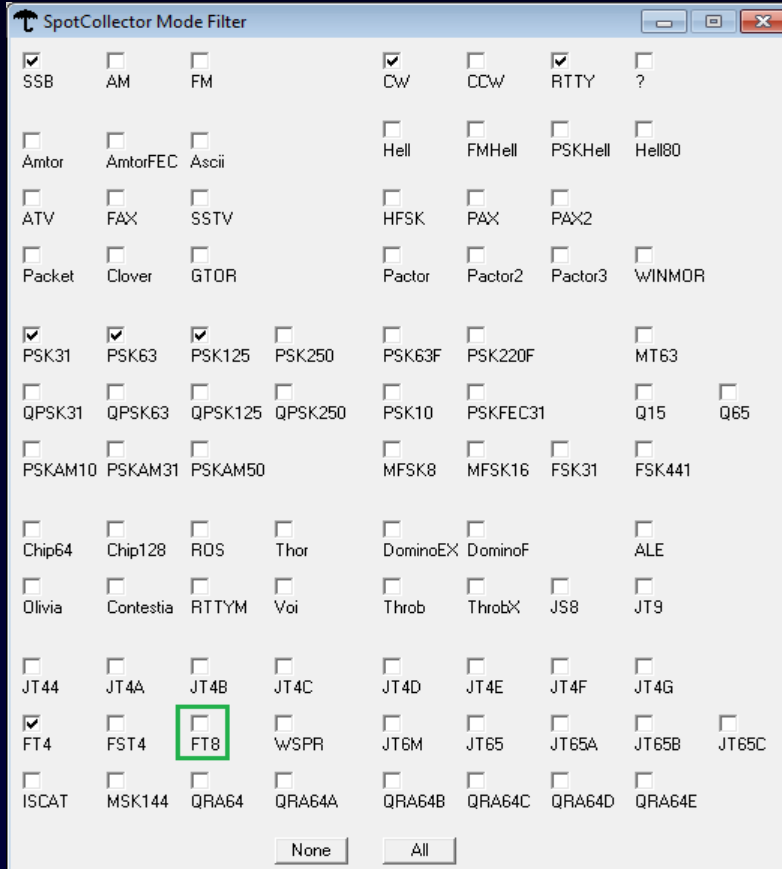 SpotCollector Mode Filter
SSB AM FM CW CCW RTTY ?
Amtor AmtorFEC Ascii Hell FMHell PSKHell Hell80
ATV FAX SSTV HFSK PAX PAX2
Packet Clover GTOR Pactor Pactor2 Pactor3 WINMOR
PSK31 PSK63 PSK125 PSK250 PSK63F PSK220F MT63
QPSK31 QPSK63 QPSK125 QPSK250 PSK10 PSKFEC31 Q15 Q65
PSKAM10 PSKAM31 PSKAM50 MFSK8 MFSK16 FSK31 FSK441
Chip64 Chip128 ROS Thor DominoEX DominoF ALE
Olivia Contestia RTTYM Voi Throb ThrobX JS8 JT9
JT44 JT4A JT4B JT4C JT4D JT4E JT4F JT4G
FT4 FST4 FT8 WSPR JT6M JT65 JT65A JT65B JT65C
ISCAT MSK144 QRA64 QRA64A QRA64B QRA64C QRA64D QRA64E
None All